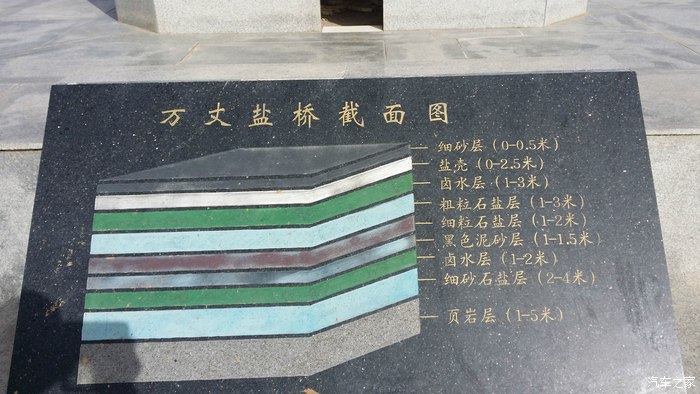 万丈盐桥截面图
细砂层（0-0.5米）
盐壳（0-2.5米）
卤水层（1-3米）
粗粒石盐层（1-3米）
细粒石盐层（1-2米）
黑色泥砂层（1-1.5米）
卤水层（1-2米）
细砂石盐层（2-4米）
页岩层（1-5米）
汽车之家